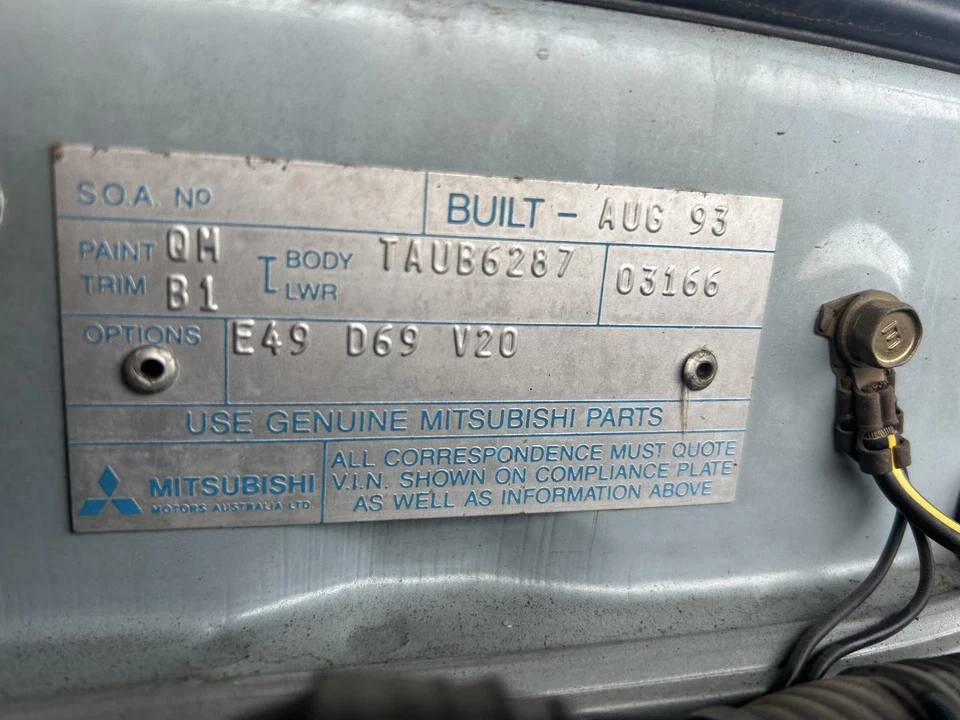 S.O.A. Nº
BUILT - AUG 93
PAINT QM
TRIM B1
BODY TAUB6287
LWR
03166
OPTIONS E49 D69 V20
USE GENUINE MITSUBISHI PARTS
MITSUBISHI
MOTORS AUSTRALIA LTD.
ALL CORRESPONDENCE MUST QUOTE
V.I.N. SHOWN ON COMPLIANCE PLATE
AS WELL AS INFORMATION ABOVE